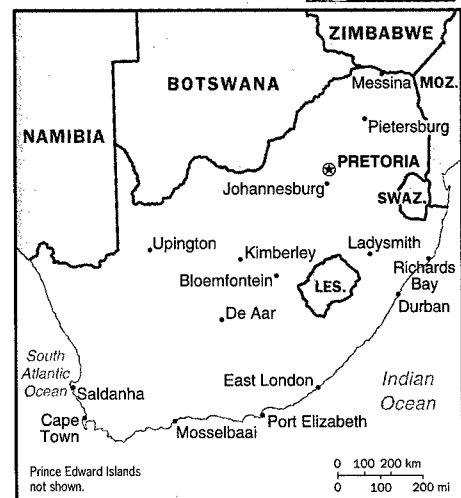 ZIMBABWE
BOTSWANA
Messina
MOZ.
NAMIBIA
Pietersburg
PRETORIA
Johannesburg
SWAZ.
Upington
Kimberley
Ladysmith
Bloemfontein
LES.
Richards
Bay
Durban
De Aar
South
Atlantic
Ocean
Saldanha
East London
Indian
Ocean
Cape
Town
Mosselbaai
Port Elizabeth
Prince Edward Islands
not shown.
0 100 200 km
0 100 200 mi